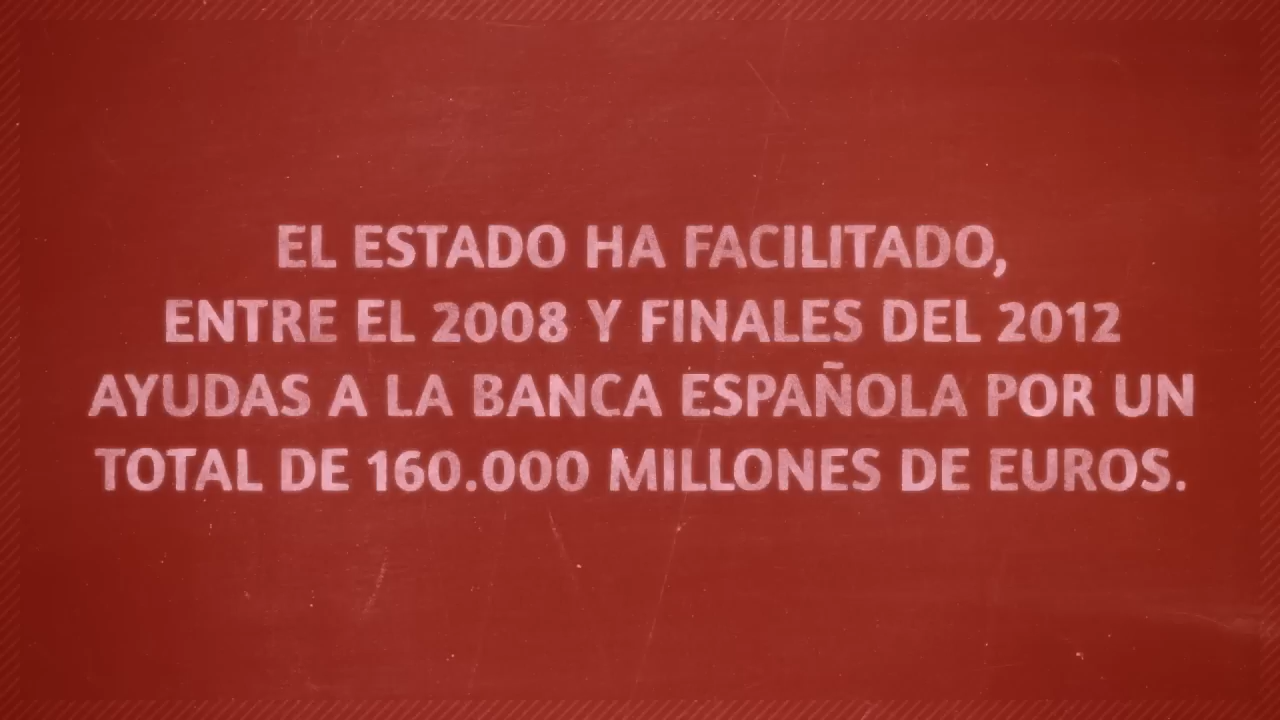 EL ESTADO HA FACILITADO,
ENTRE EL 2008 Y FINALES DEL 2012
AYUDAS A LA BANCA ESPAÑOLA POR UN
TOTAL DE 160.000 MILLONES DE EUROS.